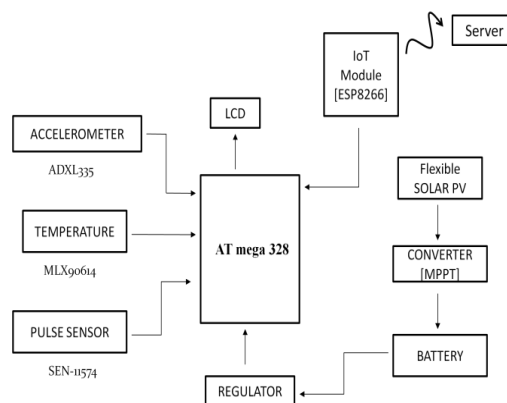 Server
IoT
Module
[ESP8266]
LCD
ACCELEROMETER
ADXL335
Flexible
SOLAR PV
TEMPERATURE
MLX90614
AT mega 328
CONVERTER
[MPPT]
PULSE SENSOR
SEN-11574
BATTERY
REGULATOR